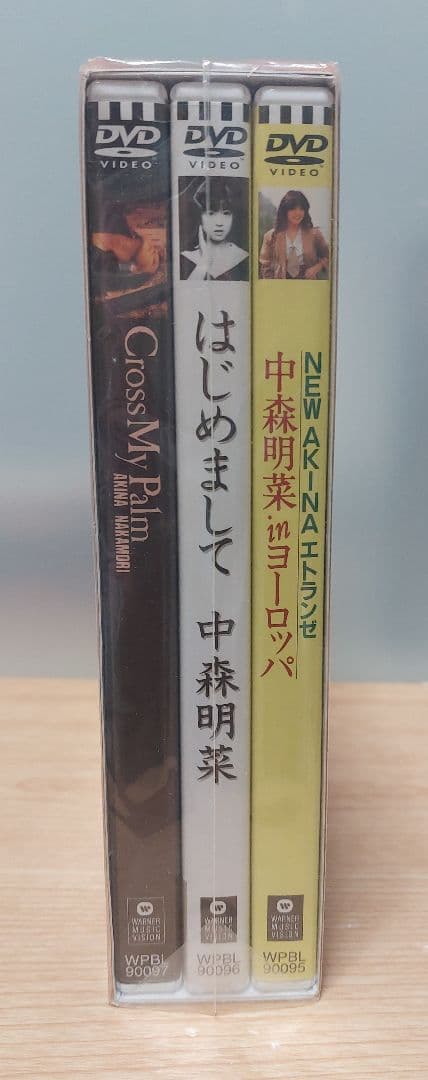 DVD
VIDEO
Cross My Palm
AKINA NAKAMORI
W
WARNER
MUSIC
VISION
WPBL
90097
DVD
VIDEO
はじめまして 中森明菜
W
WARNER
MUSIC
VISION
WPBL
90096
DVD
VIDEO
NEW AKINA エトランゼ
中森明菜 in ヨーロッパ
W
WARNER
MUSIC
VISION
WPBL
90095